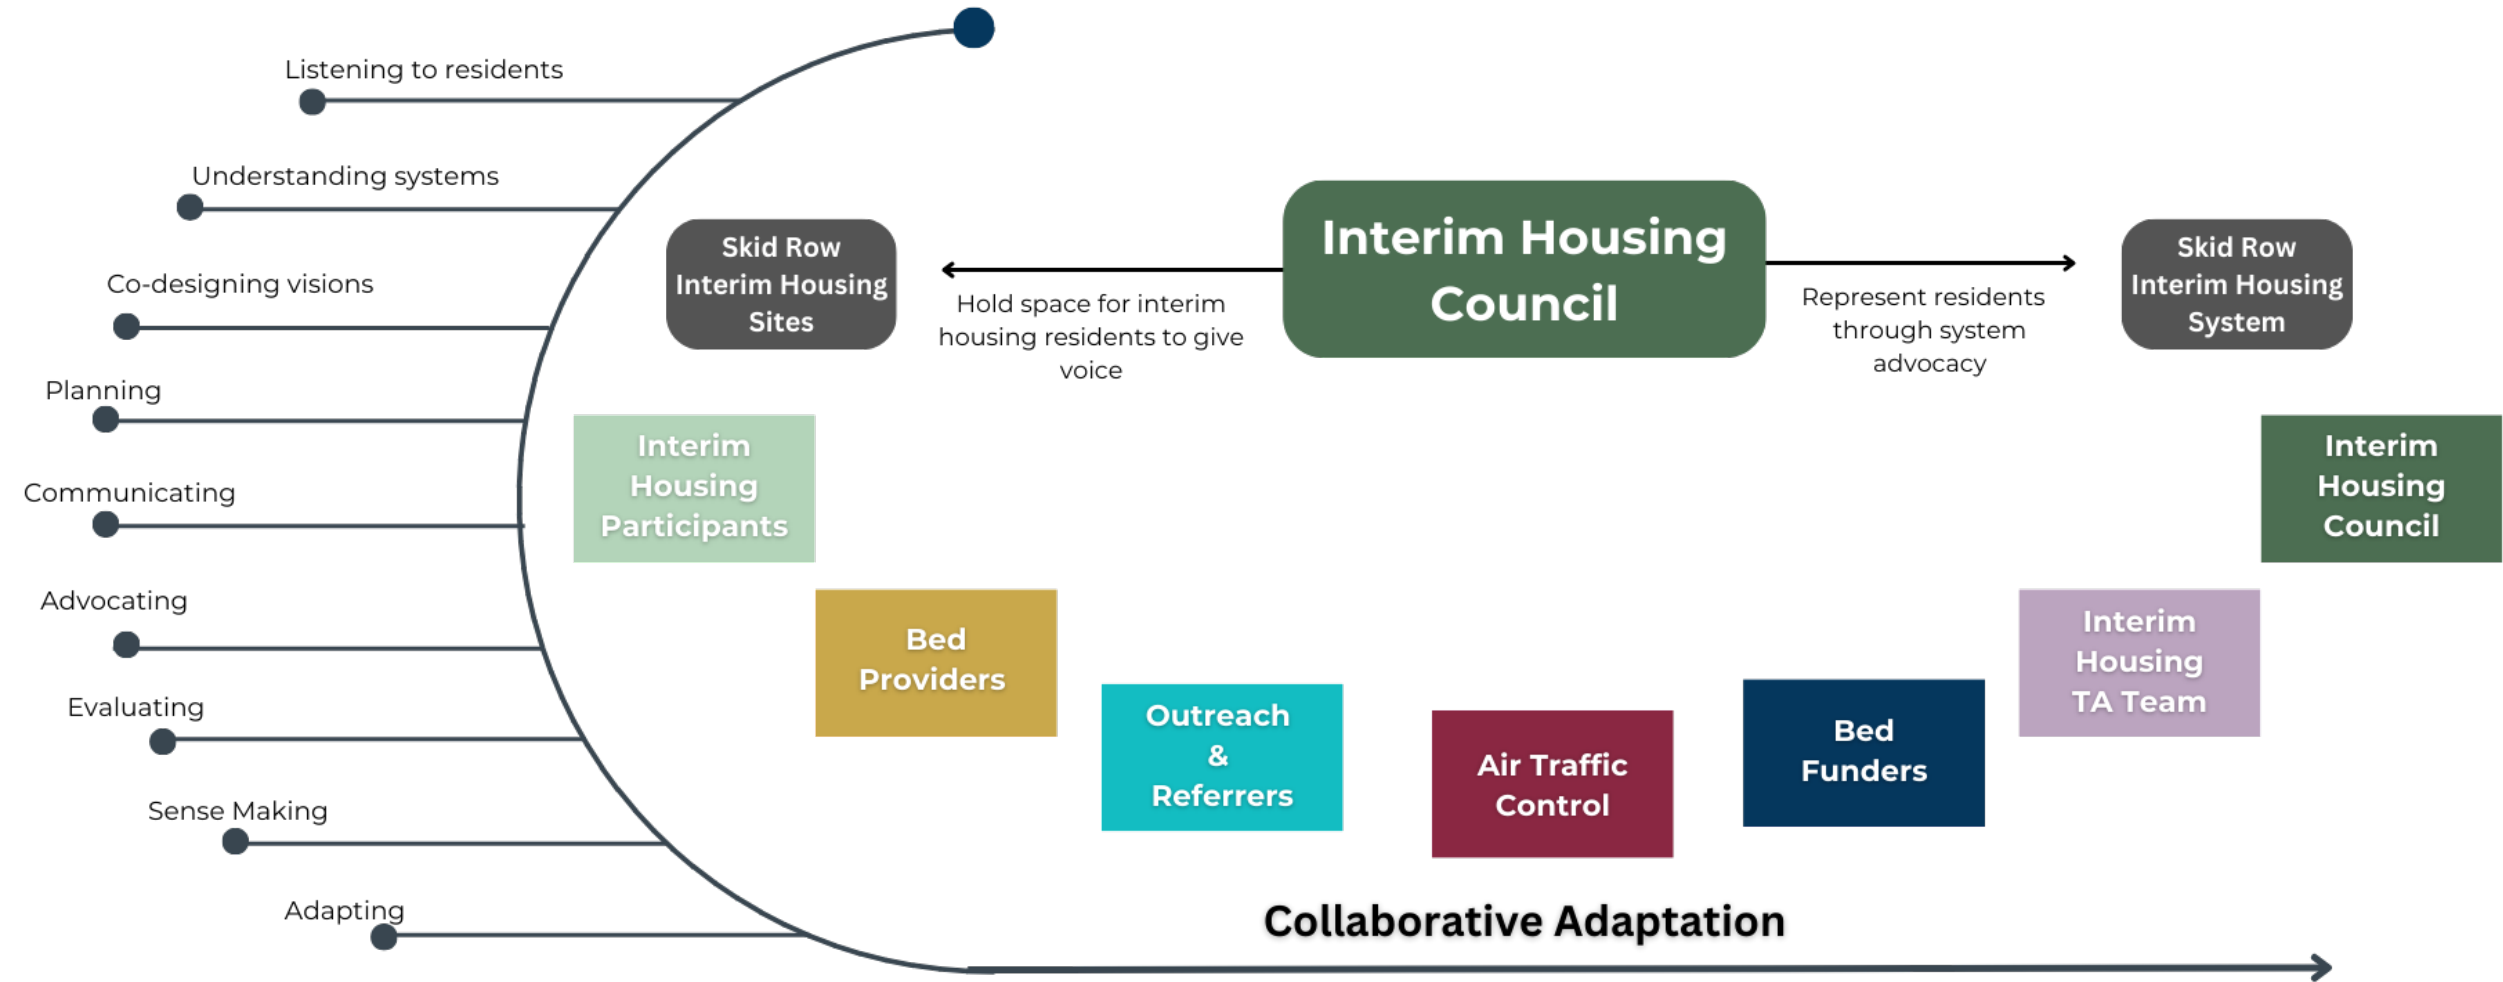 Listening to residents
Understanding systems
Co-designing visions
Planning
Communicating
Advocating
Evaluating
Sense Making
Adapting
Skid Row
Interim Housing
Sites
Hold space for interim
housing residents to give
voice
Interim Housing
Council
Represent residents
through system
advocacy
Skid Row
Interim Housing
System
Interim
Housing
Participants
Bed
Providers
Outreach
&
Referrers
Air Traffic
Control
Bed
Funders
Interim
Housing
TA Team
Interim
Housing
Council
Collaborative Adaptation